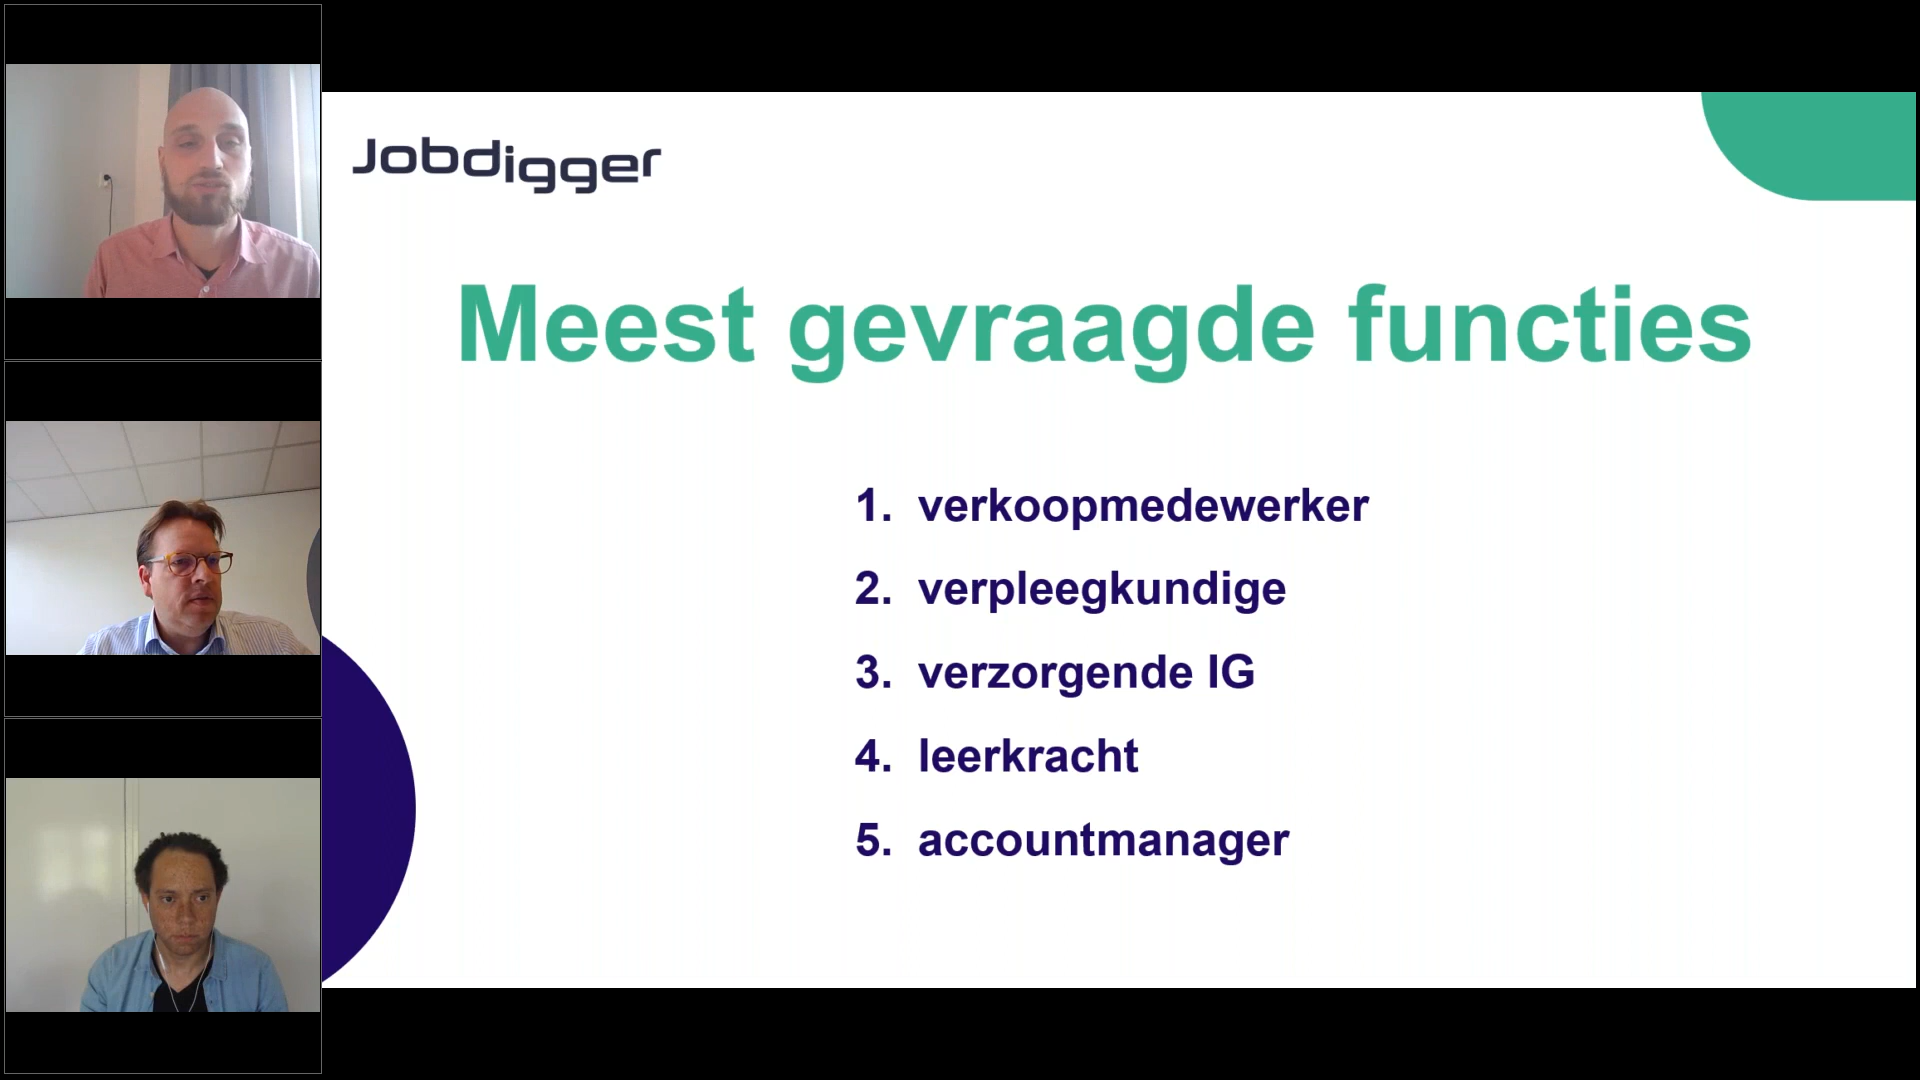 Jobdigger
Meest gevraagde functies
1. verkoopmedewerker
2. verpleegkundige
3. verzorgende IG
4. leerkracht
5. accountmanager